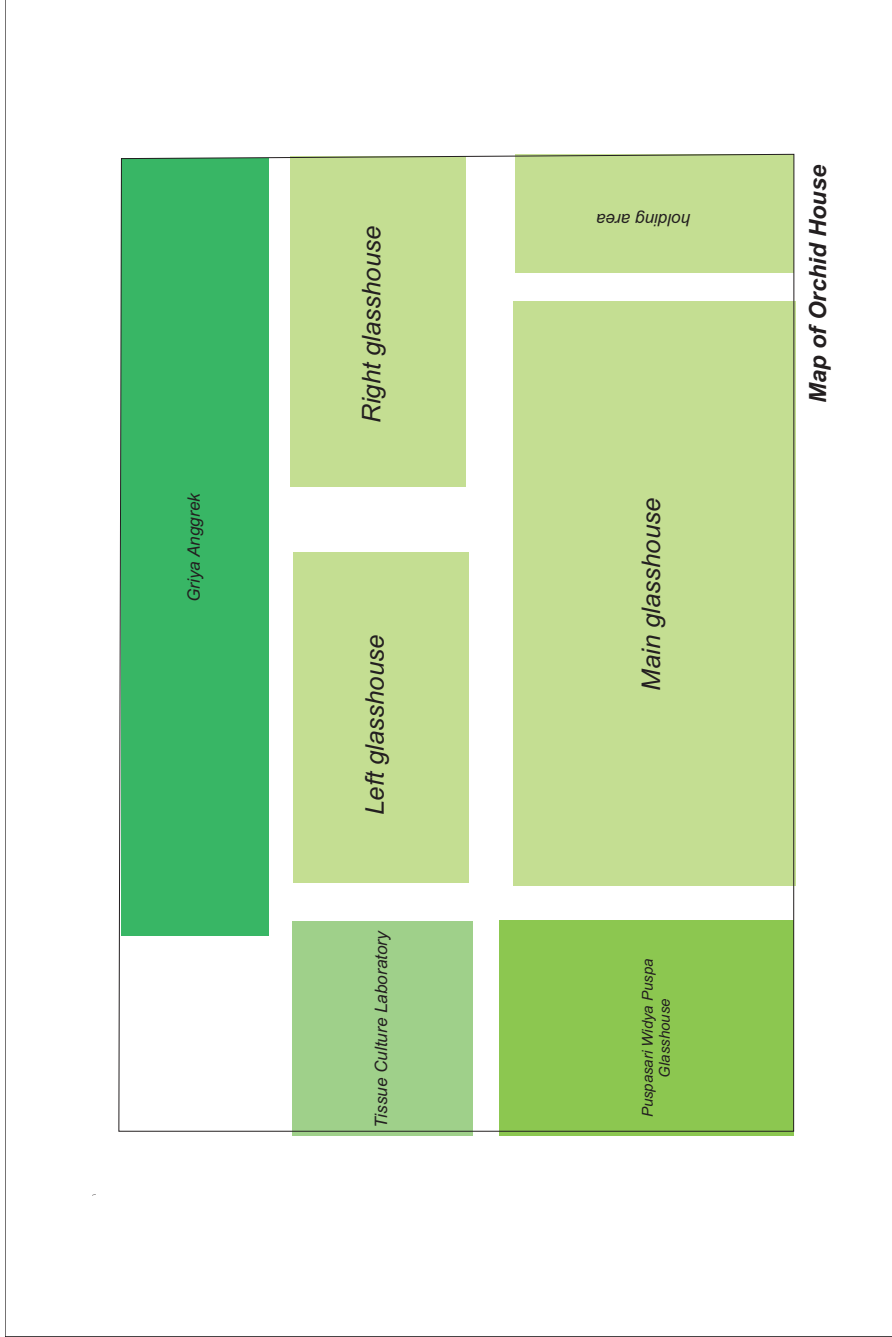 Griya Anggrek
Tissue Culture Laboratory
Left glasshouse
Right glasshouse
Puspasari Widya Puspa
Glasshouse
Main glasshouse
holding area
Map of Orchid House